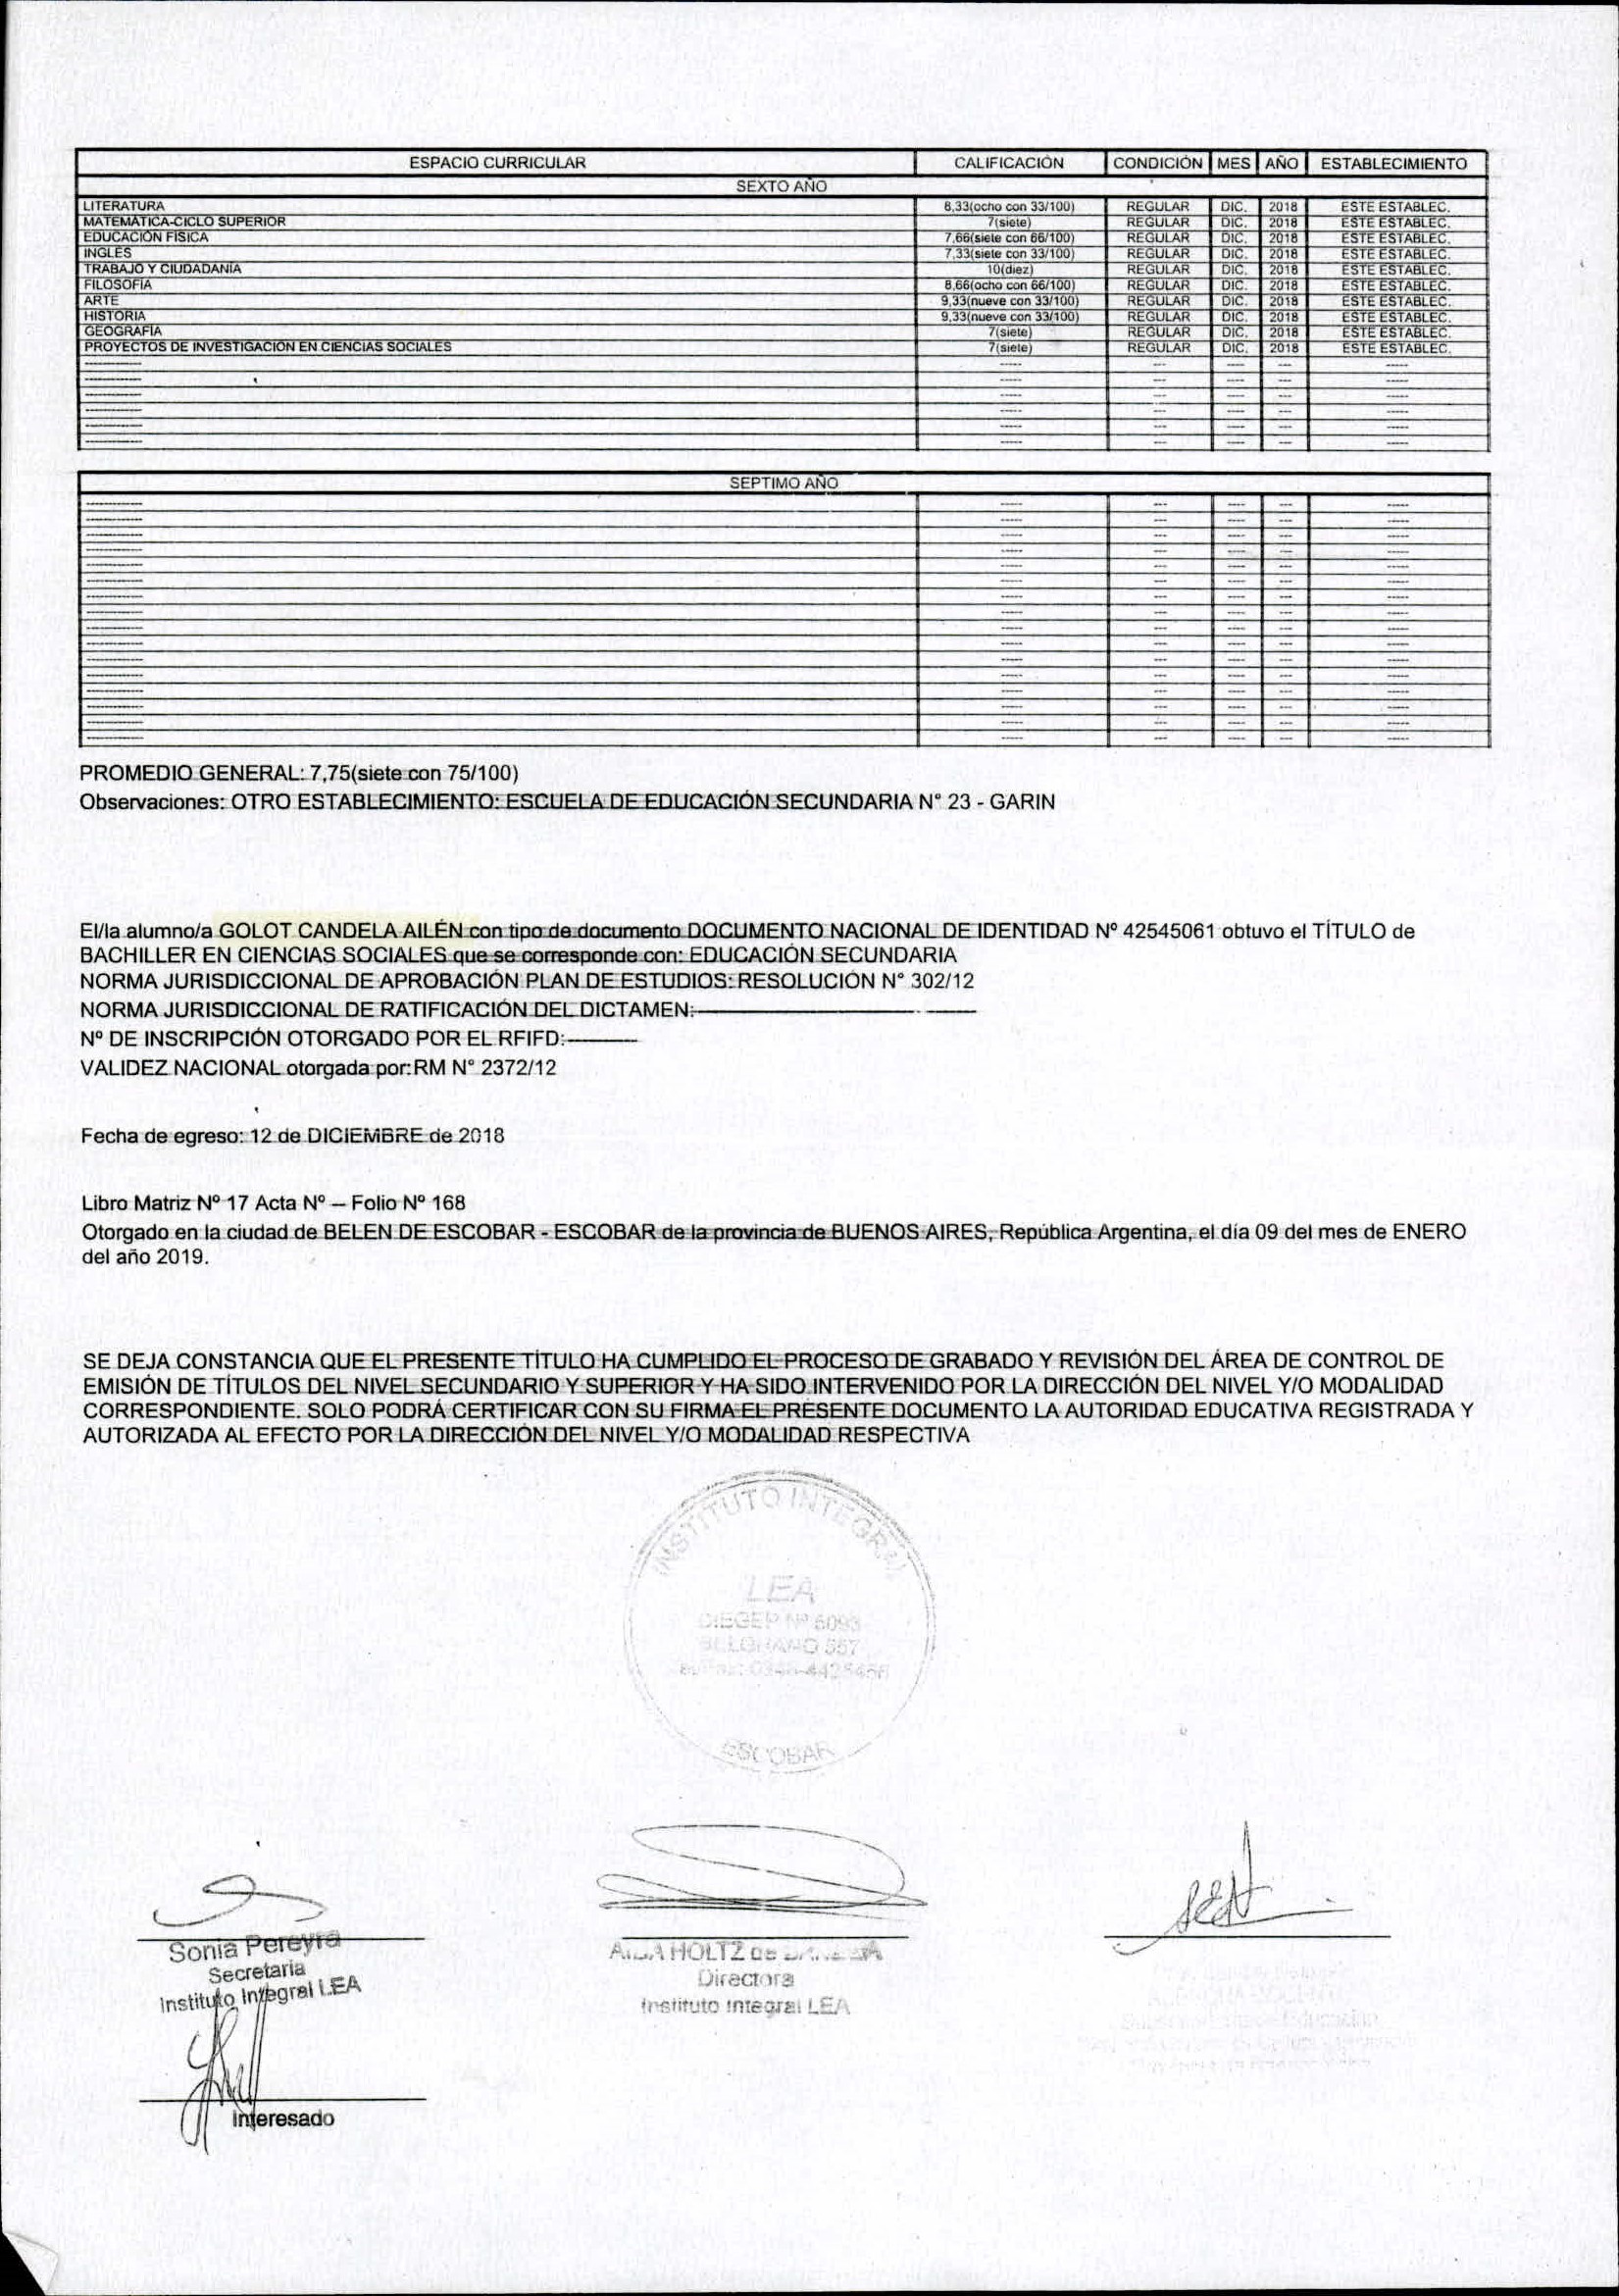 ESPACIO CURRICULAR CALIFICACIÓN CONDICIÓN MES AÑO ESTABLECIMIENTO
SEXTO AÑO
LITERATURA 8,33(ocho con 33/100) REGULAR DIC. 2018 ESTE ESTABLEC.
MATEMÁTICA-CICLO SUPERIOR 7(siete) REGULAR DIC. 2018 ESTE ESTABLEC.
EDUCACIÓN FÍSICA 7,66(siete con 66/100) REGULAR DIC. 2018 ESTE ESTABLEC.
INGLÉS 7,33(siete con 33/100) REGULAR DIC. 2018 ESTE ESTABLEC.
TRABAJO Y CIUDADANÍA 10(diez) REGULAR DIC. 2018 ESTE ESTABLEC.
FILOSOFÍA 8,66(ocho con 66/100) REGULAR DIC. 2018 ESTE ESTABLEC.
ARTE 9,33(nueve con 33/100) REGULAR DIC. 2018 ESTE ESTABLEC.
HISTORIA 9,33(nueve con 33/100) REGULAR DIC. 2018 ESTE ESTABLEC.
GEOGRAFÍA 7(siete) REGULAR DIC. 2018 ESTE ESTABLEC.
PROYECTOS DE INVESTIGACIÓN EN CIENCIAS SOCIALES 7(siete) REGULAR DIC. 2018 ESTE ESTABLEC.
SEPTIMO AÑO
PROMEDIO GENERAL: 7,75(siete con 75/100)
Observaciones: OTRO ESTABLECIMIENTO: ESCUELA DE EDUCACIÓN SECUNDARIA N° 23 - GARIN
El/la alumno/a GOLOT CANDELA AILÉN con tipo de documento DOCUMENTO NACIONAL DE IDENTIDAD Nº 42545061 obtuvo el TÍTULO de
BACHILLER EN CIENCIAS SOCIALES que se corresponde con: EDUCACIÓN SECUNDARIA
NORMA JURISDICCIONAL DE APROBACIÓN PLAN DE ESTUDIOS: RESOLUCIÓN N° 302/12
NORMA JURISDICCIONAL DE RATIFICACIÓN DEL DICTAMEN:
Nº DE INSCRIPCIÓN OTORGADO POR EL RFIFD:
VALIDEZ NACIONAL otorgada por: RM N° 2372/12
Fecha de egreso: 12 de DICIEMBRE de 2018
Libro Matriz Nº 17 Acta Nº -- Folio Nº 168
Otorgado en la ciudad de BELEN DE ESCOBAR - ESCOBAR de la provincia de BUENOS AIRES, República Argentina, el día 09 del mes de ENERO
del año 2019.
SE DEJA CONSTANCIA QUE EL PRESENTE TÍTULO HA CUMPLIDO EL PROCESO DE GRABADO Y REVISIÓN DEL ÁREA DE CONTROL DE
EMISIÓN DE TÍTULOS DEL NIVEL SECUNDARIO Y SUPERIOR Y HA SIDO INTERVENIDO POR LA DIRECCIÓN DEL NIVEL Y/O MODALIDAD
CORRESPONDIENTE. SOLO PODRÁ CERTIFICAR CON SU FIRMA EL PRESENTE DOCUMENTO LA AUTORIDAD EDUCATIVA REGISTRADA Y
AUTORIZADA AL EFECTO POR LA DIRECCIÓN DEL NIVEL Y/O MODALIDAD RESPECTIVA
INSTITUTO INTEGRAL
LEA
DIEGEP Nº 6093
BELGRANO 557
ESCOBAR
Sonia Pereyra
Secretaria
Instituto Integral LEA
HOLTZ de
Directora
Instituto Integral LEA
Interesado